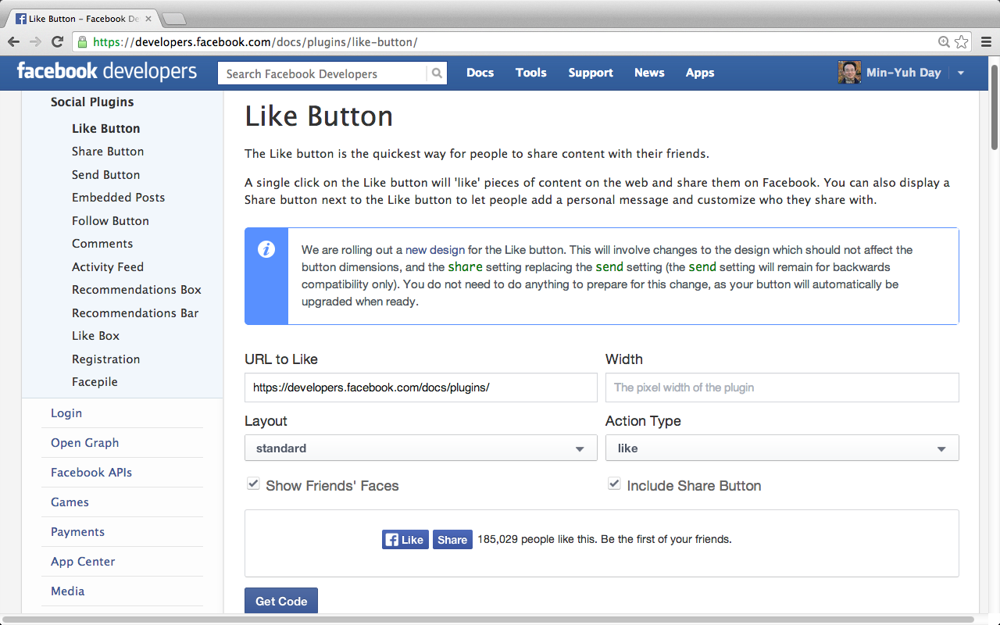 Like Button – Facebook De
https://developers.facebook.com/docs/plugins/like-button/
facebook developers
Search Facebook Developers
Docs
Tools
Support
News
Apps
Min-Yuh Day
Social Plugins
Like Button
Share Button
Send Button
Embedded Posts
Follow Button
Comments
Activity Feed
Recommendations Box
Recommendations Bar
Like Box
Registration
Facepile
Login
Open Graph
Facebook APIs
Games
Payments
App Center
Media
Like Button
The Like button is the quickest way for people to share content with their friends.
A single click on the Like button will 'like' pieces of content on the web and share them on Facebook. You can also display a
Share button next to the Like button to let people add a personal message and customize who they share with.
We are rolling out a new design for the Like button. This will involve changes to the design which should not affect the
button dimensions, and the share setting replacing the send setting (the send setting will remain for backwards
compatibility only). You do not need to do anything to prepare for this change, as your button will automatically be
upgraded when ready.
URL to Like
https://developers.facebook.com/docs/plugins/
Width
The pixel width of the plugin
Layout
standard
Action Type
like
Show Friends' Faces
Include Share Button
Like
Share
185,029 people like this. Be the first of your friends.
Get Code